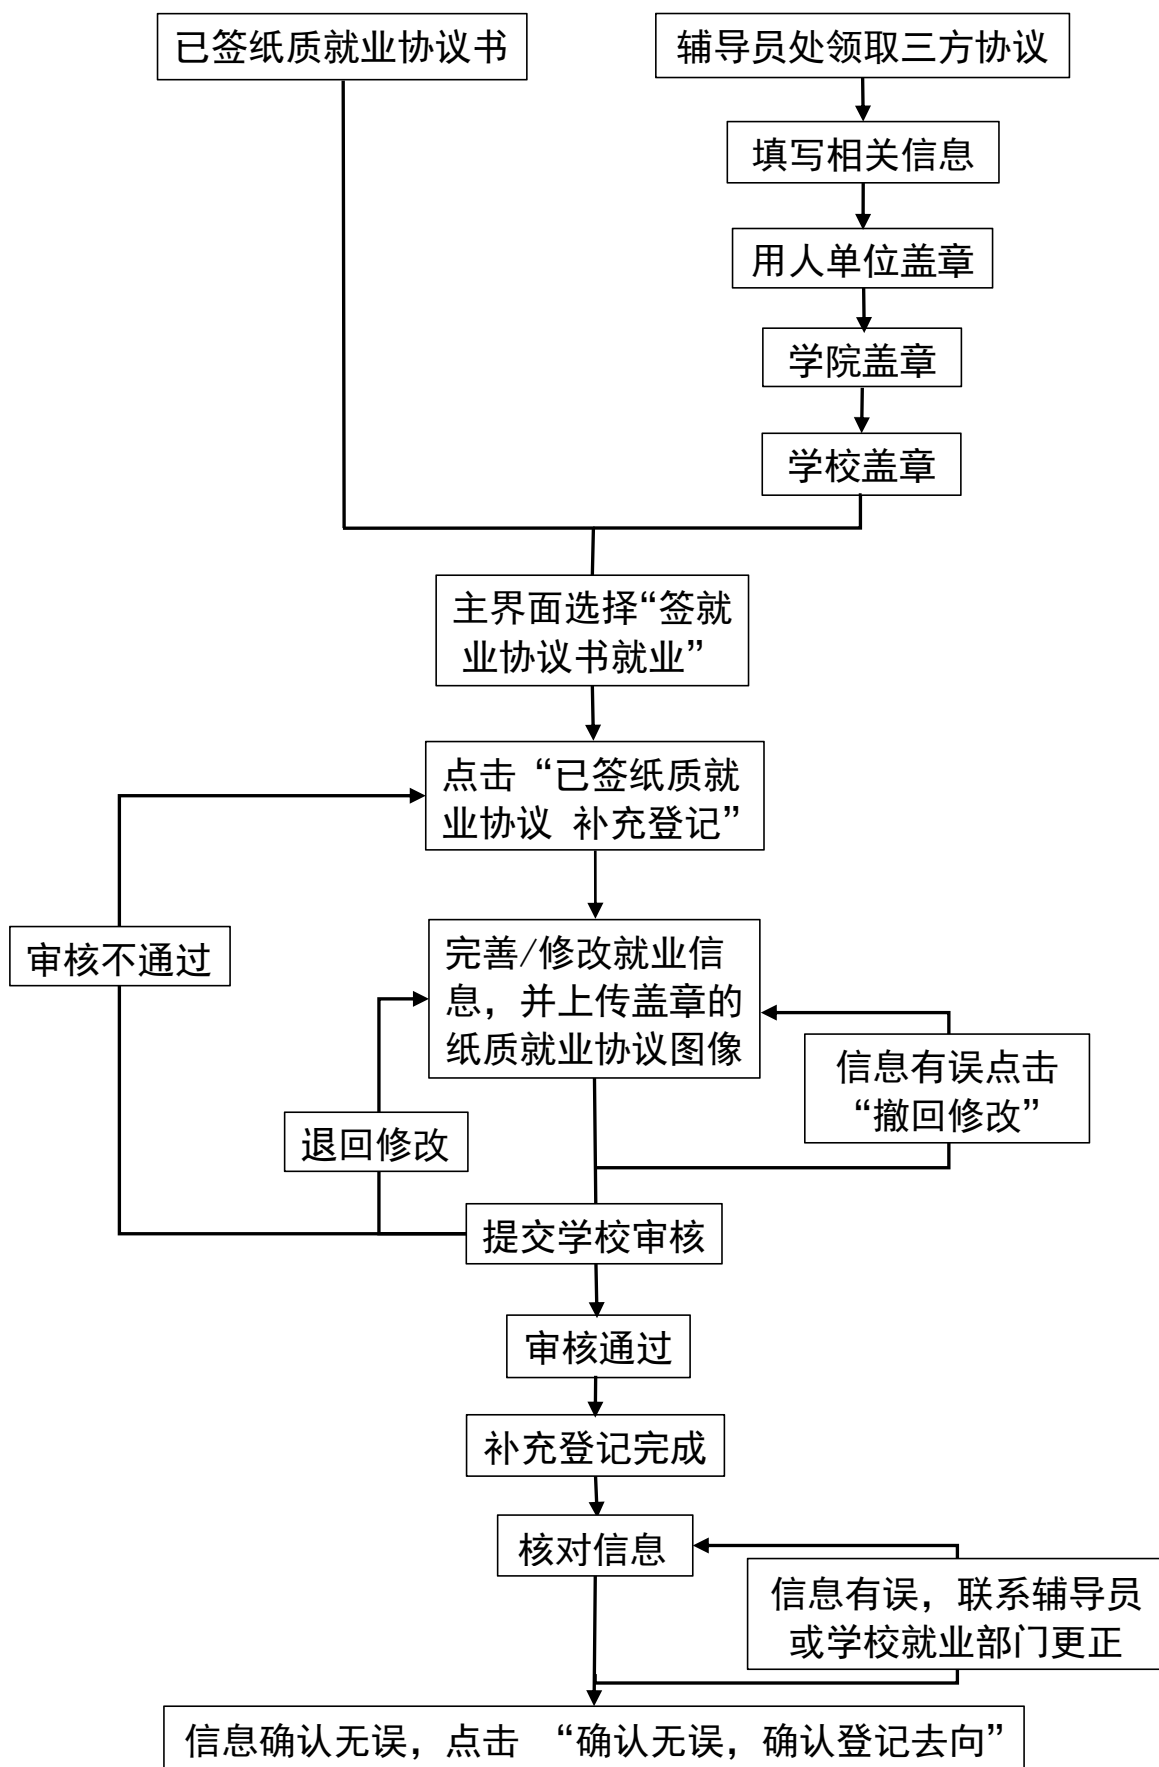 已签纸质就业协议书
辅导员处领取三方协议
填写相关信息
用人单位盖章
学院盖章
学校盖章
主界面选择“签就
业协议书就业”
点击 “已签纸质就
业协议 补充登记”
审核不通过
完善/修改就业信
息，并上传盖章的
纸质就业协议图像
信息有误点击
“撤回修改”
退回修改
提交学校审核
审核通过
补充登记完成
核对信息
信息有误，联系辅导员
或学校就业部门更正
信息确认无误，点击 “确认无误，确认登记去向”